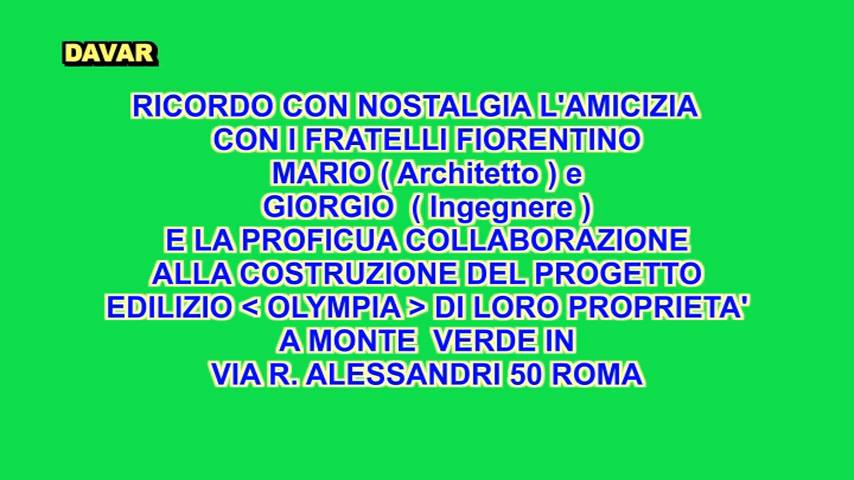 DAVAR
RICORDO CON NOSTALGIA L'AMICIZIA
CON I FRATELLI FIORENTINO
MARIO ( Architetto ) e
GIORGIO  ( Ingegnere )
E LA PROFICUA COLLABORAZIONE
ALLA COSTRUZIONE DEL PROGETTO
EDILIZIO < OLYMPIA > DI LORO PROPRIETA'
A MONTE  VERDE IN
VIA R. ALESSANDRI 50 ROMA